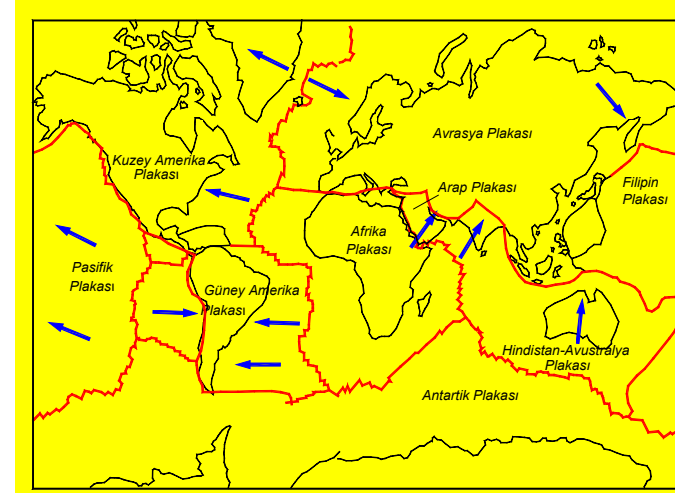 Avrasya Plakası
Kuzey Amerika
Plakası
Arap Plakası
Filipin
Plakası
Afrika
Plakası
Pasifik
Plakası
Güney Amerika
Plakası
Hindistan-Avustralya
Plakası
Antartik Plakası